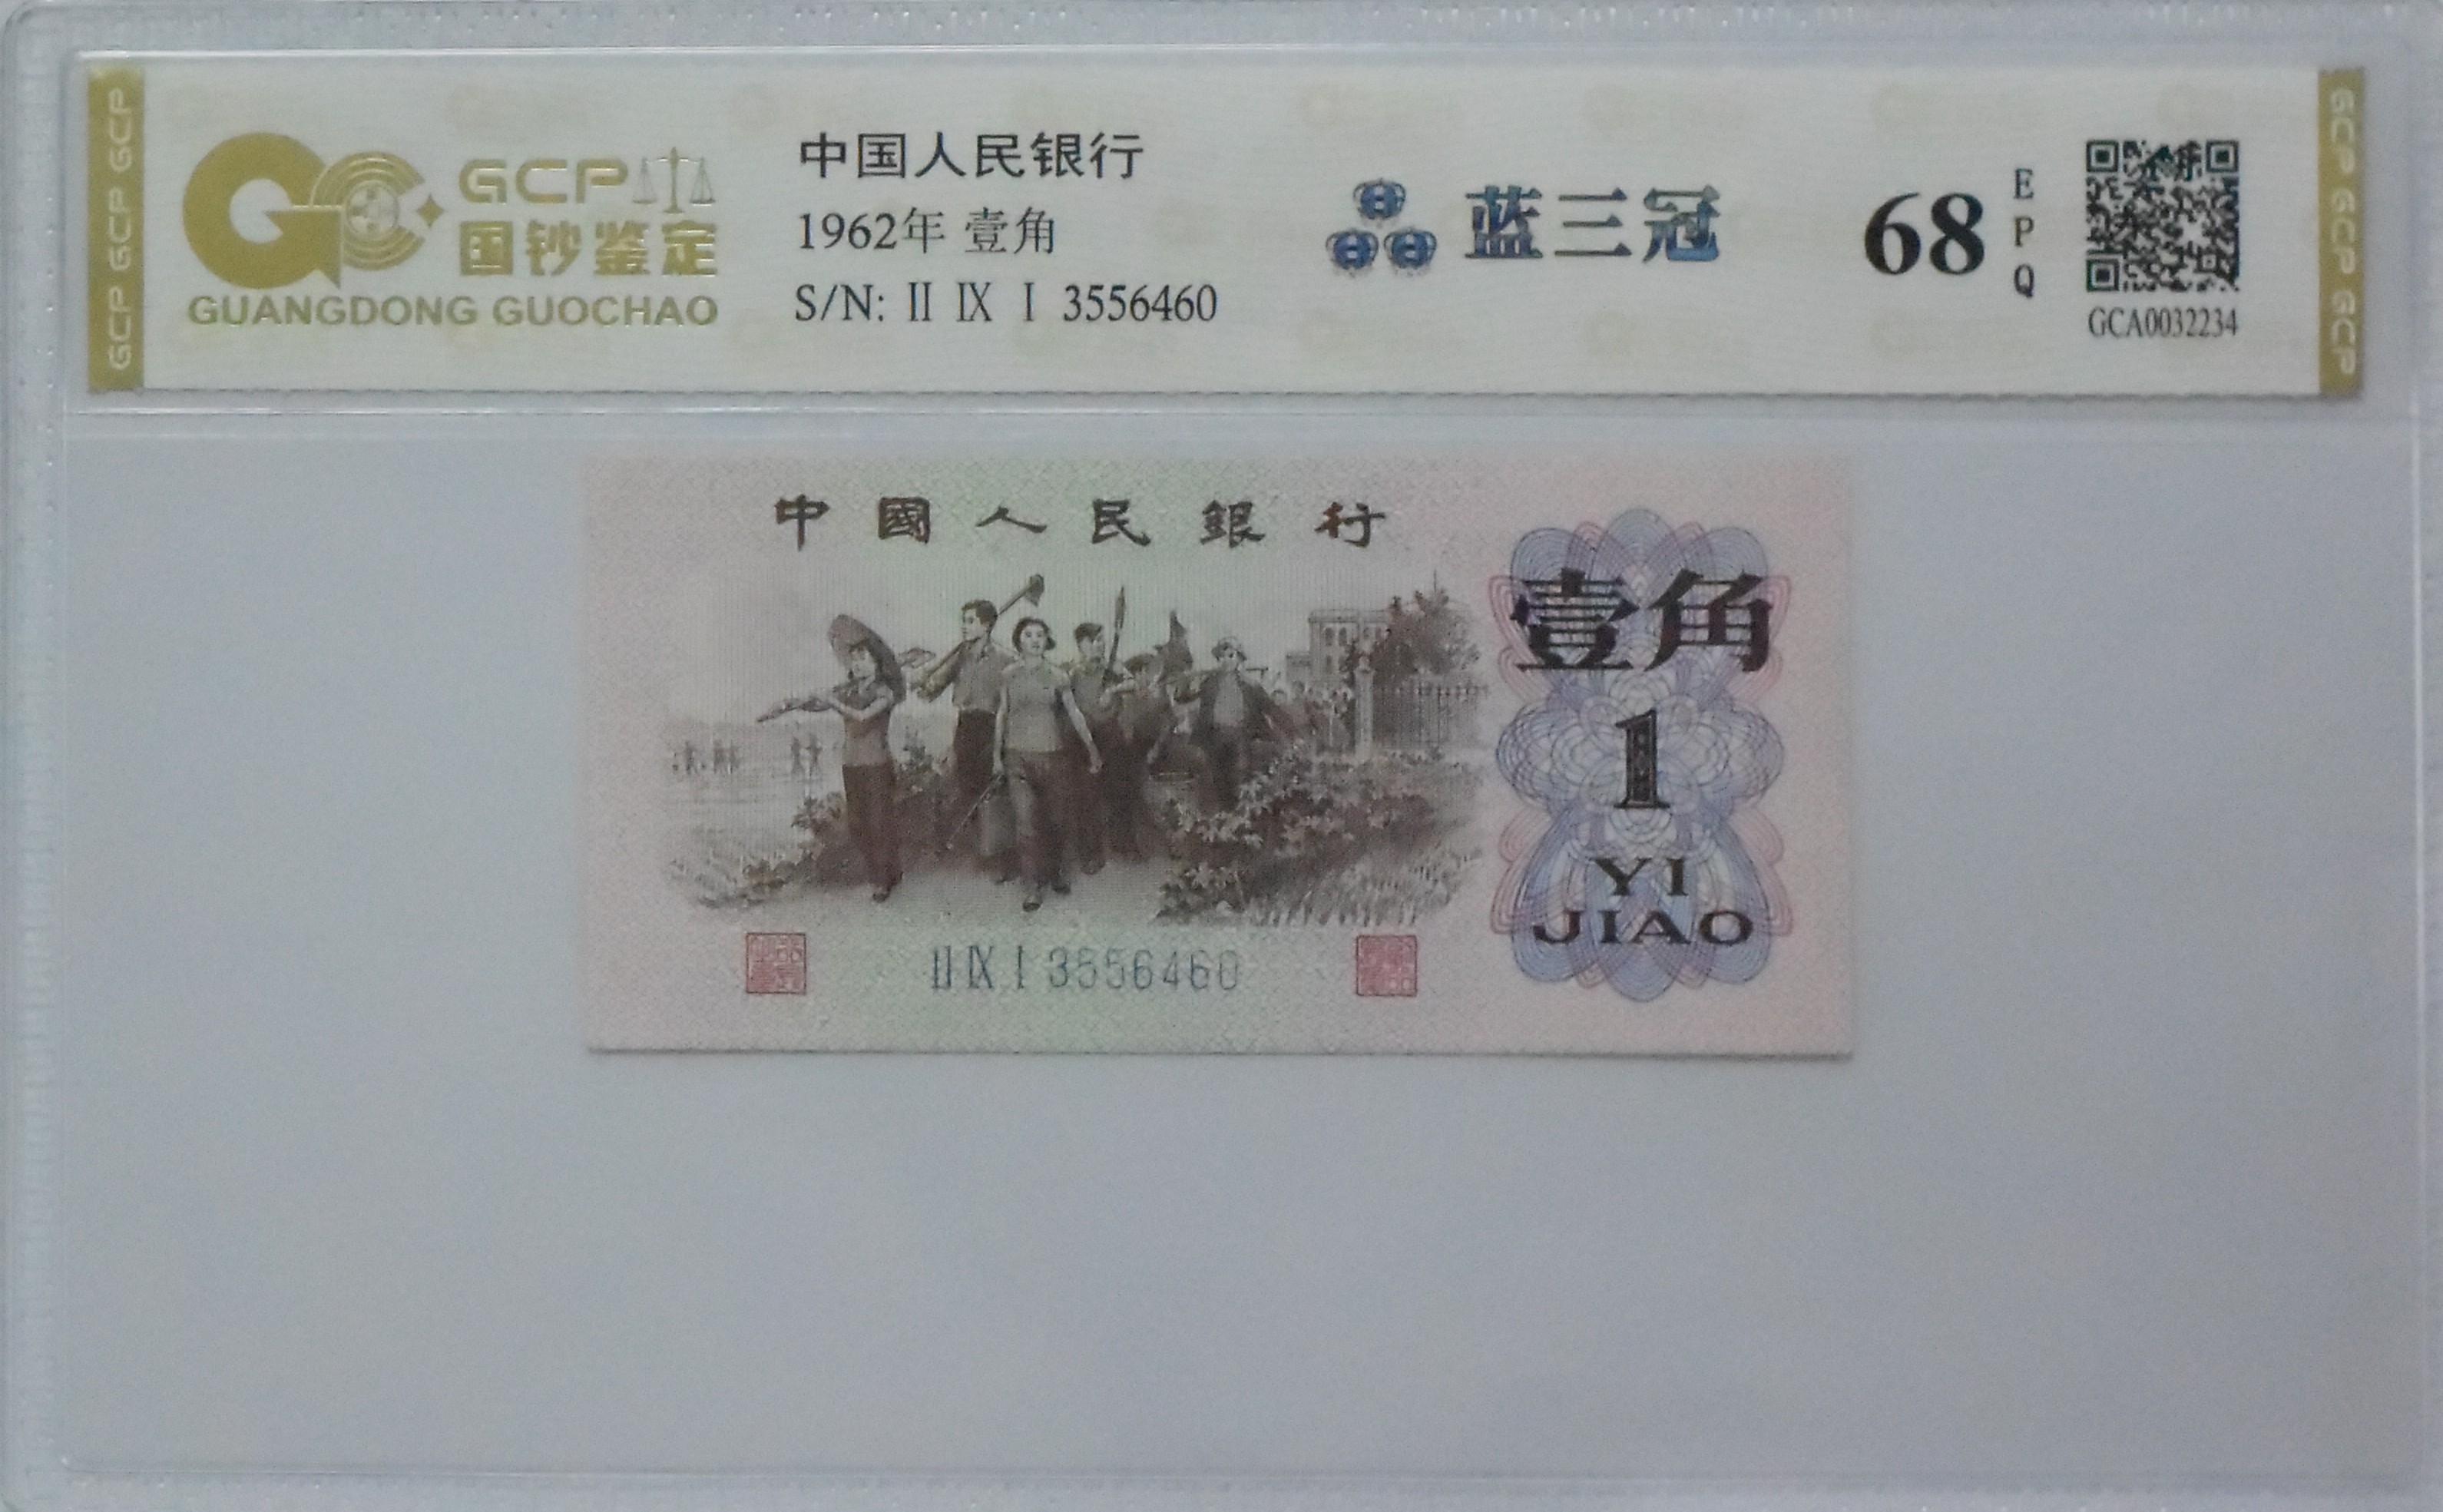 GCP GCP GCP
GCP
国钞鉴定
GUANGDONG GUOCHAO
中国人民银行
1962年 壹角
S/N: Ⅱ Ⅸ Ⅰ 3556460
蓝三冠
68
EPQ
GCA0032234
GCP GCP GCP
中國人民銀行
壹角
1
YI
JIAO
Ⅱ Ⅸ Ⅰ 3556460